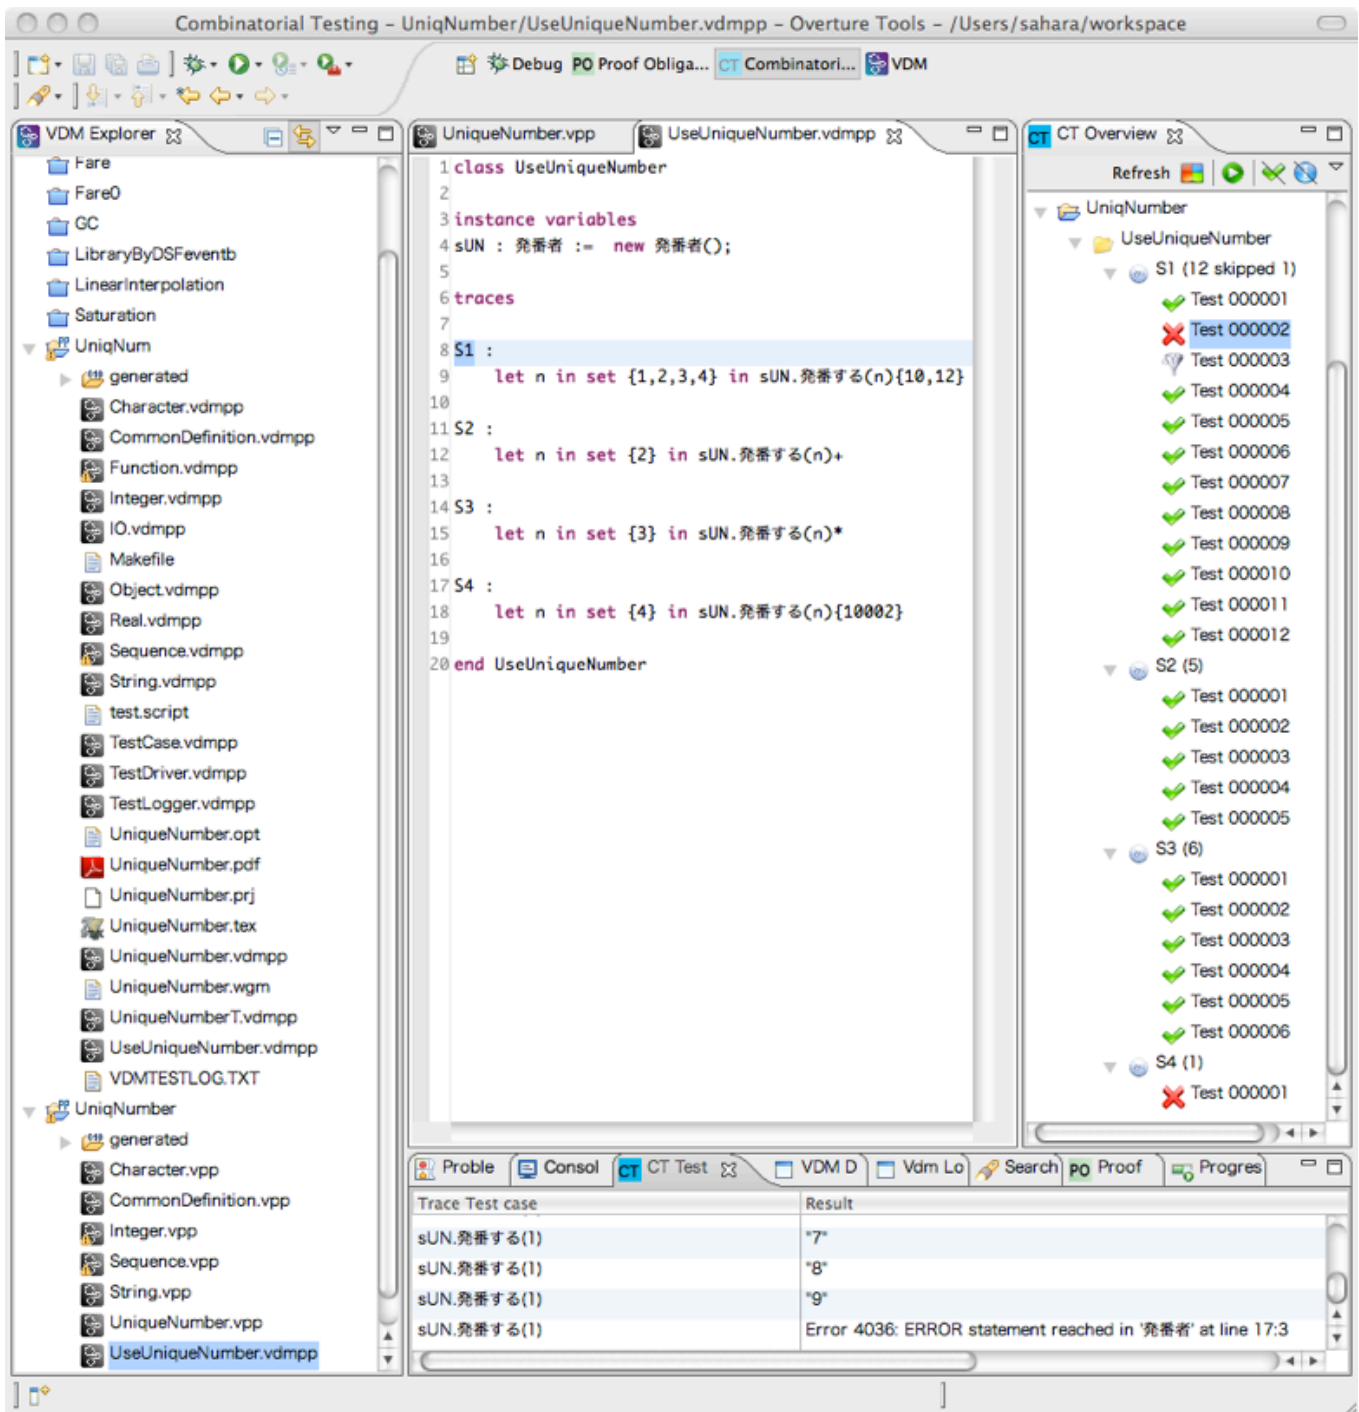 Combinatorial Testing – UniqNumber/UseUniqueNumber.vdmpp – Overture Tools – /Users/sahara/workspace
Debug PO Proof Obliga... CT Combinatori... VDM
VDM Explorer
Fare
Fare0
GC
LibraryByDSFeventb
LinearInterpolation
Saturation
UniqNum
generated
Character.vdmpp
CommonDefinition.vdmpp
Function.vdmpp
Integer.vdmpp
IO.vdmpp
Makefile
Object.vdmpp
Real.vdmpp
Sequence.vdmpp
String.vdmpp
test.script
TestCase.vdmpp
TestDriver.vdmpp
TestLogger.vdmpp
UniqueNumber.opt
UniqueNumber.pdf
UniqueNumber.prj
UniqueNumber.tex
UniqueNumber.vdmpp
UniqueNumber.wgm
UniqueNumberT.vdmpp
UseUniqueNumber.vdmpp
VDMTESTLOG.TXT
UniqNumber
generated
Character.vpp
CommonDefinition.vpp
Integer.vpp
Sequence.vpp
String.vpp
UniqueNumber.vpp
UseUniqueNumber.vdmpp
UniqueNumber.vpp UseUniqueNumber.vdmpp
1 class UseUniqueNumber
2
3 instance variables
4 sUN : 発番者 := new 発番者();
5
6 traces
7
8 S1 :
9 let n in set {1,2,3,4} in sUN.発番する(n){10,12}
10
11 S2 :
12 let n in set {2} in sUN.発番する(n)+
13
14 S3 :
15 let n in set {3} in sUN.発番する(n)*
16
17 S4 :
18 let n in set {4} in sUN.発番する(n){10002}
19
20 end UseUniqueNumber
CT CT Overview
Refresh
UniqNumber
UseUniqueNumber
S1 (12 skipped 1)
Test 000001
Test 000002
Test 000003
Test 000004
Test 000005
Test 000006
Test 000007
Test 000008
Test 000009
Test 000010
Test 000011
Test 000012
S2 (5)
Test 000001
Test 000002
Test 000003
Test 000004
Test 000005
S3 (6)
Test 000001
Test 000002
Test 000003
Test 000004
Test 000005
Test 000006
S4 (1)
Test 000001
Proble Consol CT CT Test VDM D Vdm Lo Search PO Proof Progres
Trace Test case Result
sUN.発番する(1) "7"
sUN.発番する(1) "8"
sUN.発番する(1) "9"
sUN.発番する(1) Error 4036: ERROR statement reached in '発番者' at line 17:3